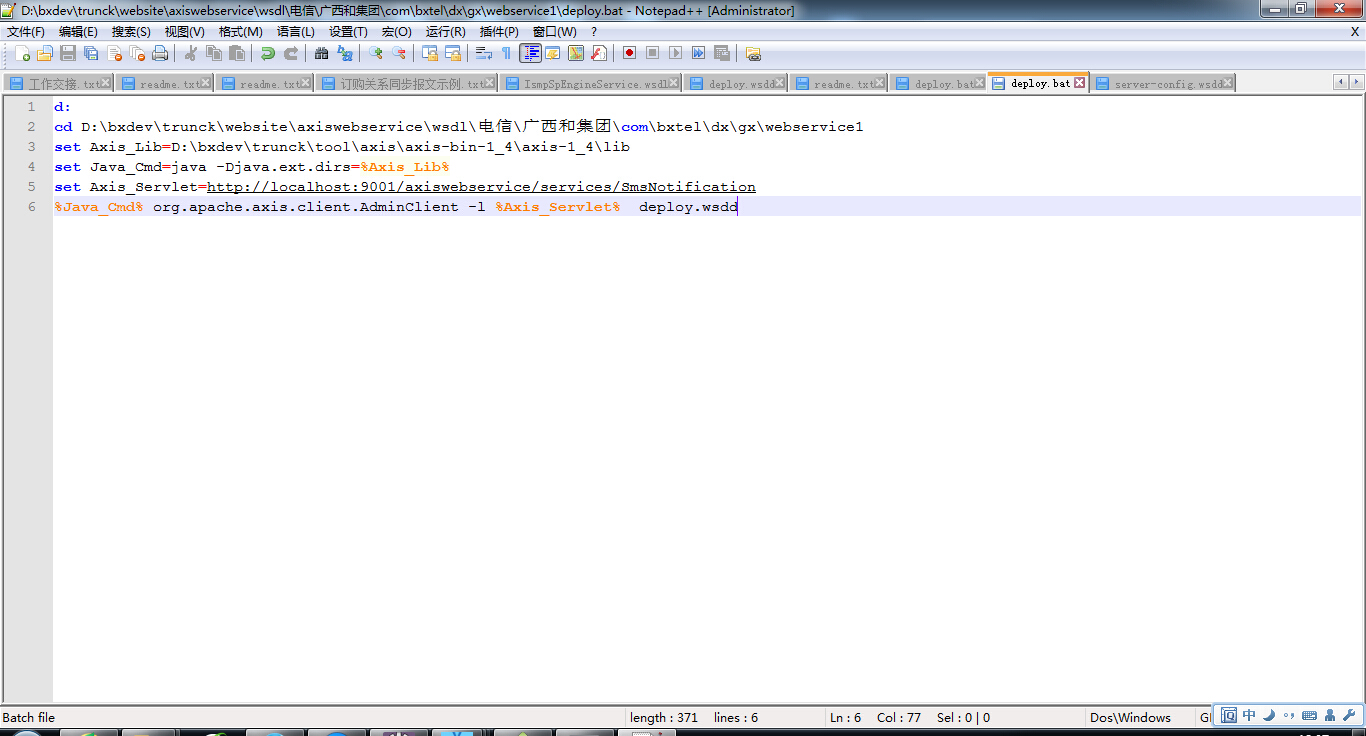 D:\bxdev\trunck\website\axiswebservice\wsdl\电信\广西和集团\com\bxtel\dx\gx\webservice1\deploy.bat - Notepad++ [Administrator]
文件(F) 编辑(E) 搜索(S) 视图(V) 格式(M) 语言(L) 设置(T) 宏(O) 运行(R) 插件(P) 窗口(W) ? X
工作交接.txt readme.txt readme.txt 订购关系同步报文示例.txt IsmpSpEngineService.wsdl deploy.wsdd readme.txt deploy.bat deploy.bat server-config.wsdd
1 d:
2 cd D:\bxdev\trunck\website\axiswebservice\wsdl\电信\广西和集团\com\bxtel\dx\gx\webservice1
3 set Axis_Lib=D:\bxdev\trunck\tool\axis\axis-bin-1_4\axis-1_4\lib
4 set Java_Cmd=java -Djava.ext.dirs=%Axis_Lib%
5 set Axis_Servlet=http://localhost:9001/axiswebservice/services/SmsNotification
6 %Java_Cmd% org.apache.axis.client.AdminClient -l %Axis_Servlet%  deploy.wsdd
Batch file length : 371 lines : 6 Ln : 6 Col : 77 Sel : 0 | 0 Dos\Windows 中